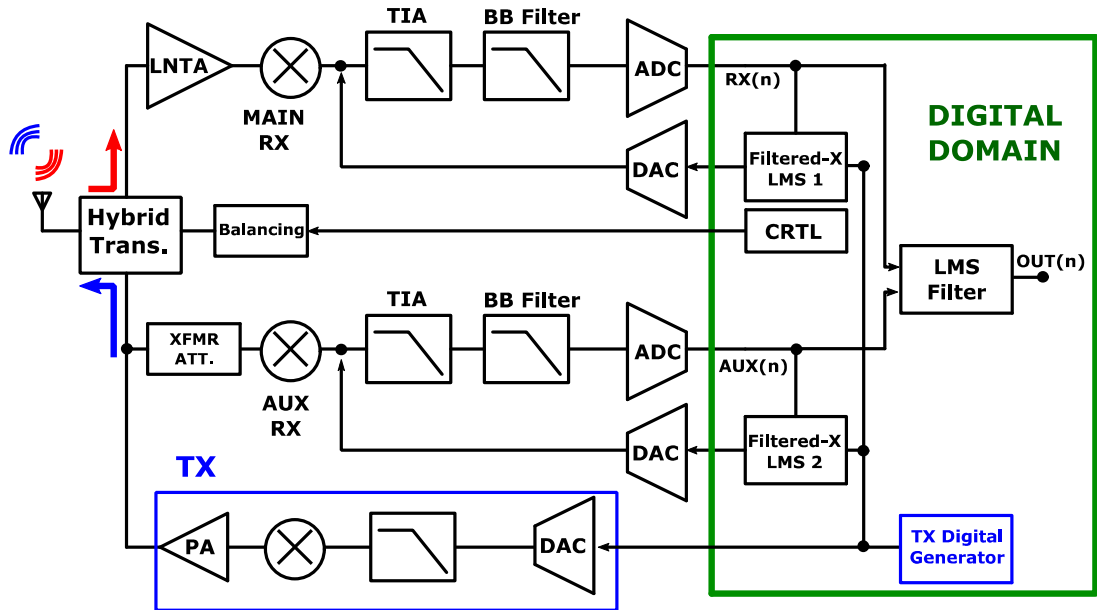 TIA
BB Filter
LNTA
MAIN
RX
ADC
RX(n)
DIGITAL
DOMAIN
DAC
Filtered-X
LMS 1
Hybrid
Trans.
Balancing
CRTL
LMS
Filter
OUT(n)
TIA
BB Filter
XFMR
ATT.
AUX
RX
ADC
AUX(n)
DAC
Filtered-X
LMS 2
TX
PA
DAC
TX Digital
Generator